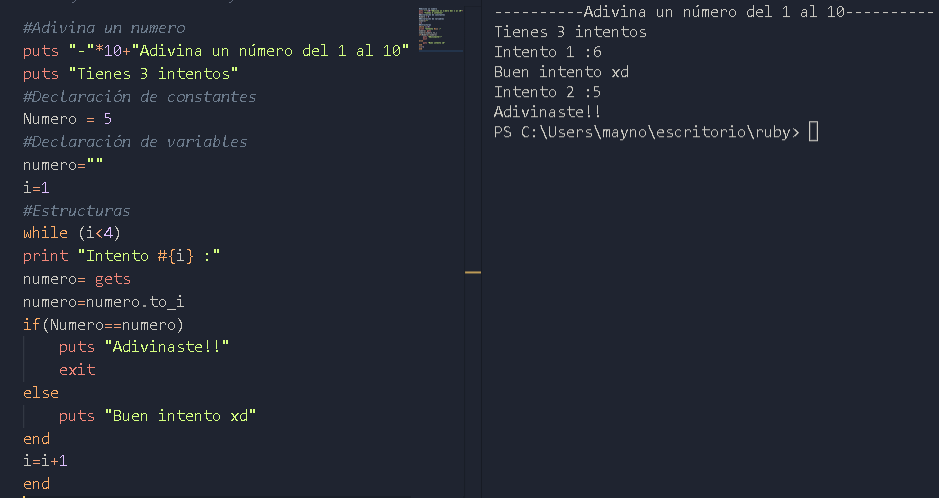 #Adivina un numero
puts "-"*10+"Adivina un número del 1 al 10"
puts "Tienes 3 intentos"
#Declaración de constantes
Numero = 5
#Declaración de variables
numero=""
i=1
#Estructuras
while (i<4)
print "Intento #{i} :"
numero= gets
numero=numero.to_i
if(Numero==numero)
    puts "Adivinaste!!"
    exit
else
    puts "Buen intento xd"
end
i=i+1
end
----------Adivina un número del 1 al 10----------
Tienes 3 intentos
Intento 1 :6
Buen intento xd
Intento 2 :5
Adivinaste!!
PS C:\Users\mayno\escritorio\ruby>